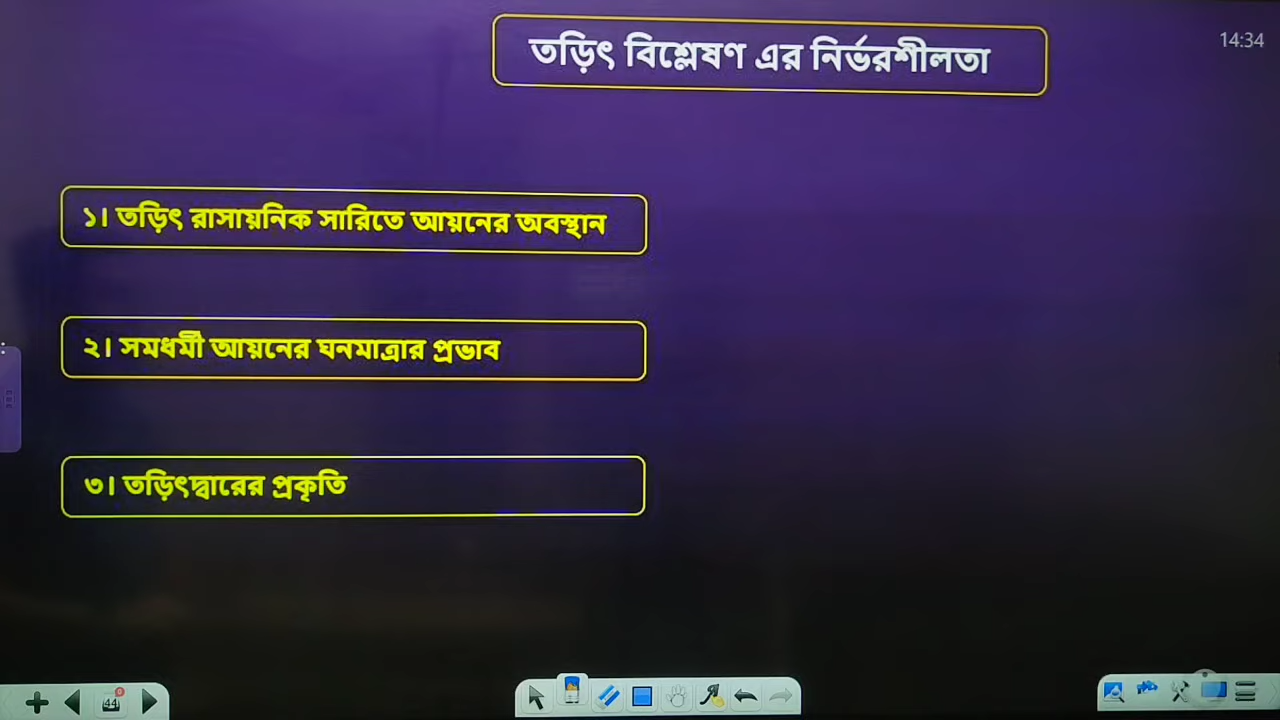 তড়িৎ বিশ্লেষণ এর নির্ভরশীলতা
14:34
১। তড়িৎ রাসায়নিক সারিতে আয়নের অবস্থান
২। সমধর্মী আয়নের ঘনমাত্রার প্রভাব
৩। তড়িৎদ্বারের প্রকৃতি
44